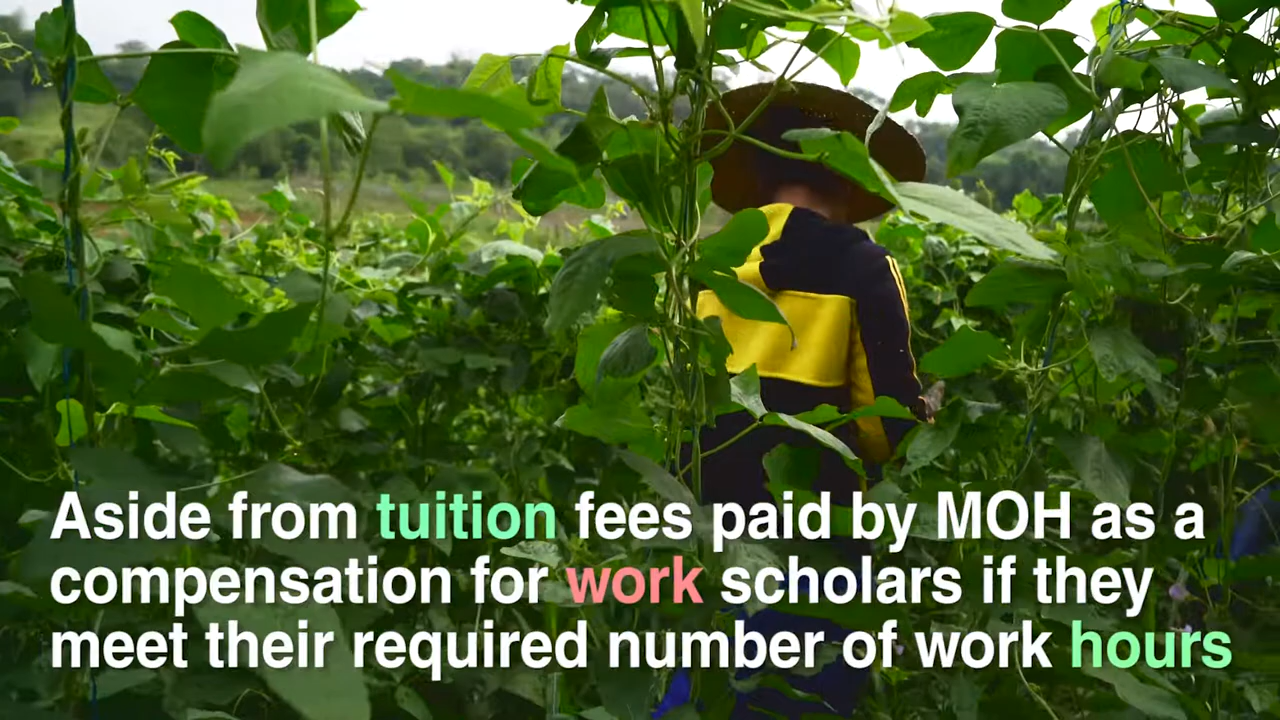 Aside from tuition fees paid by MOH as a
compensation for work scholars if they
meet their required number of work hours